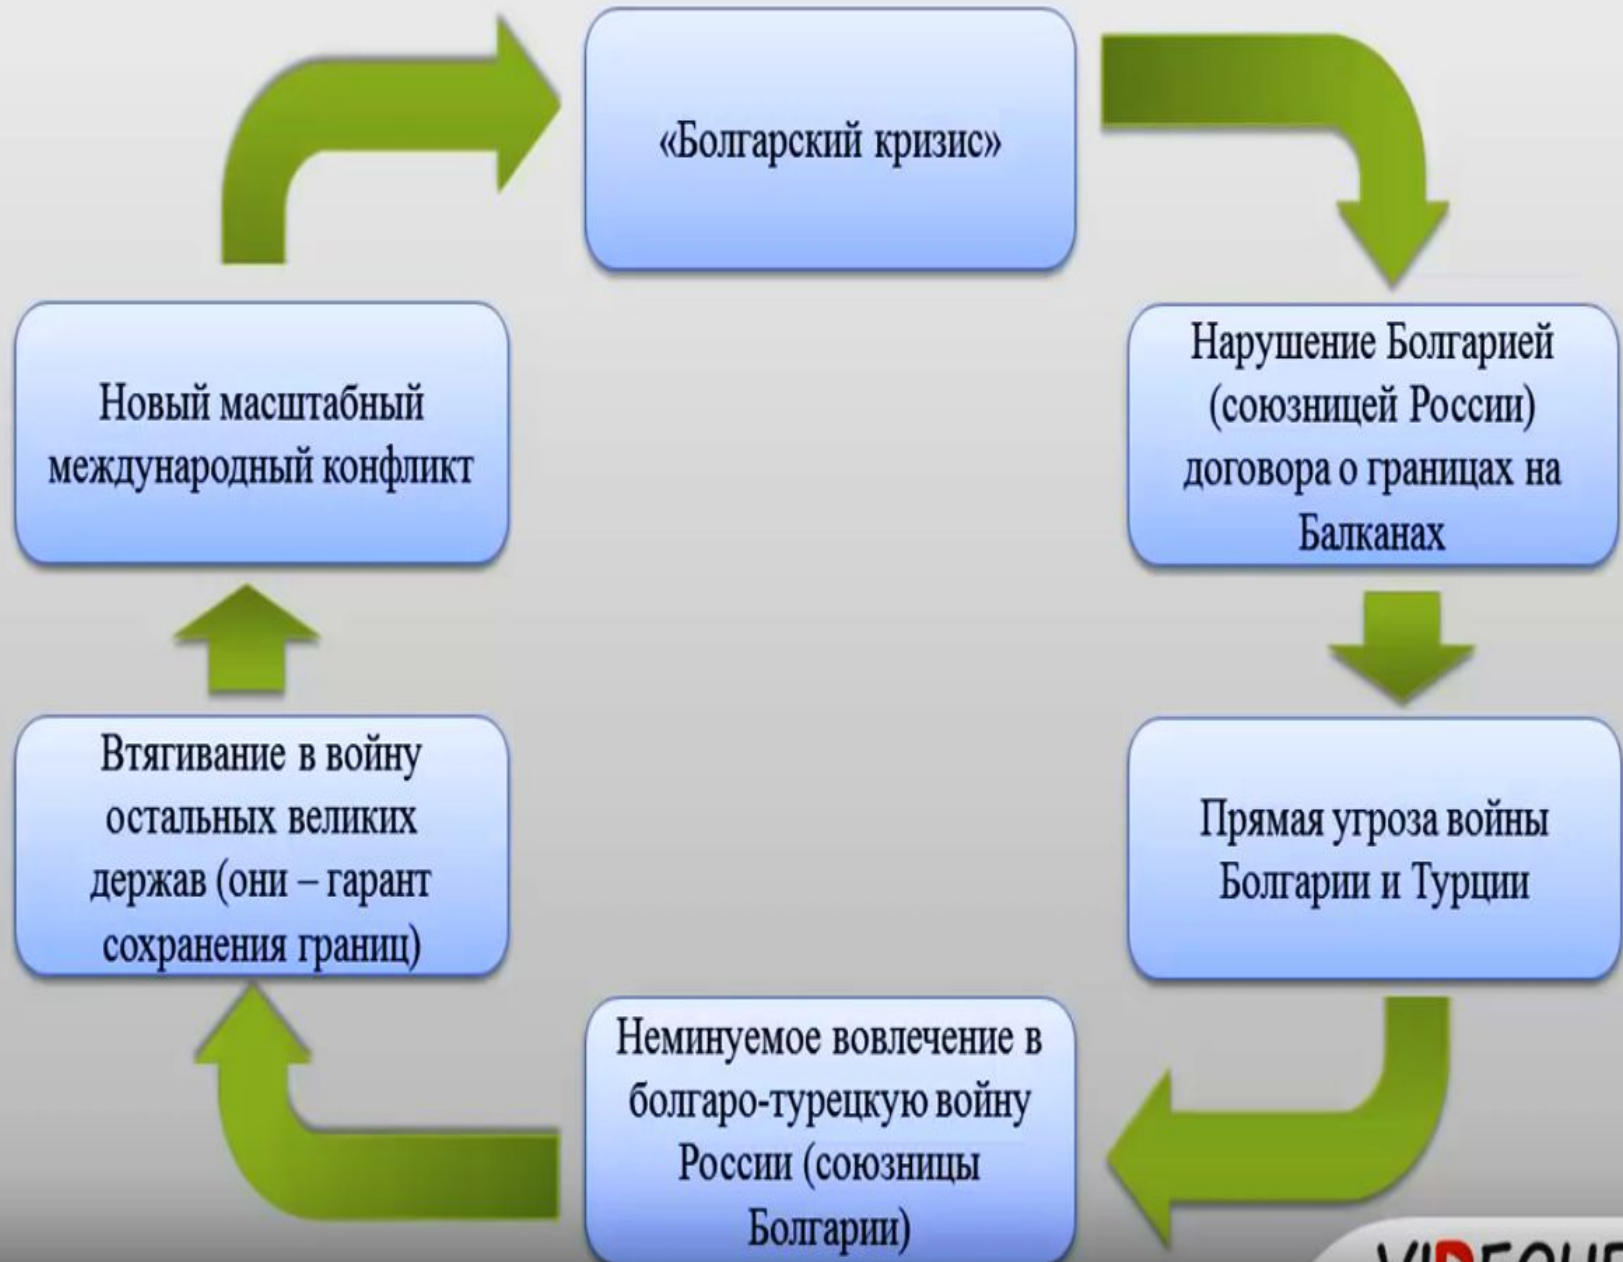 «Болгарский кризис»
Нарушение Болгарией
(союзницей России)
договора о границах на
Балканах
Прямая угроза войны
Болгарии и Турции
Неминуемое вовлечение в
болгаро-турецкую войну
России (союзницы
Болгарии)
Втягивание в войну
остальных великих
держав (они – гарант
сохранения границ)
Новый масштабный
международный конфликт